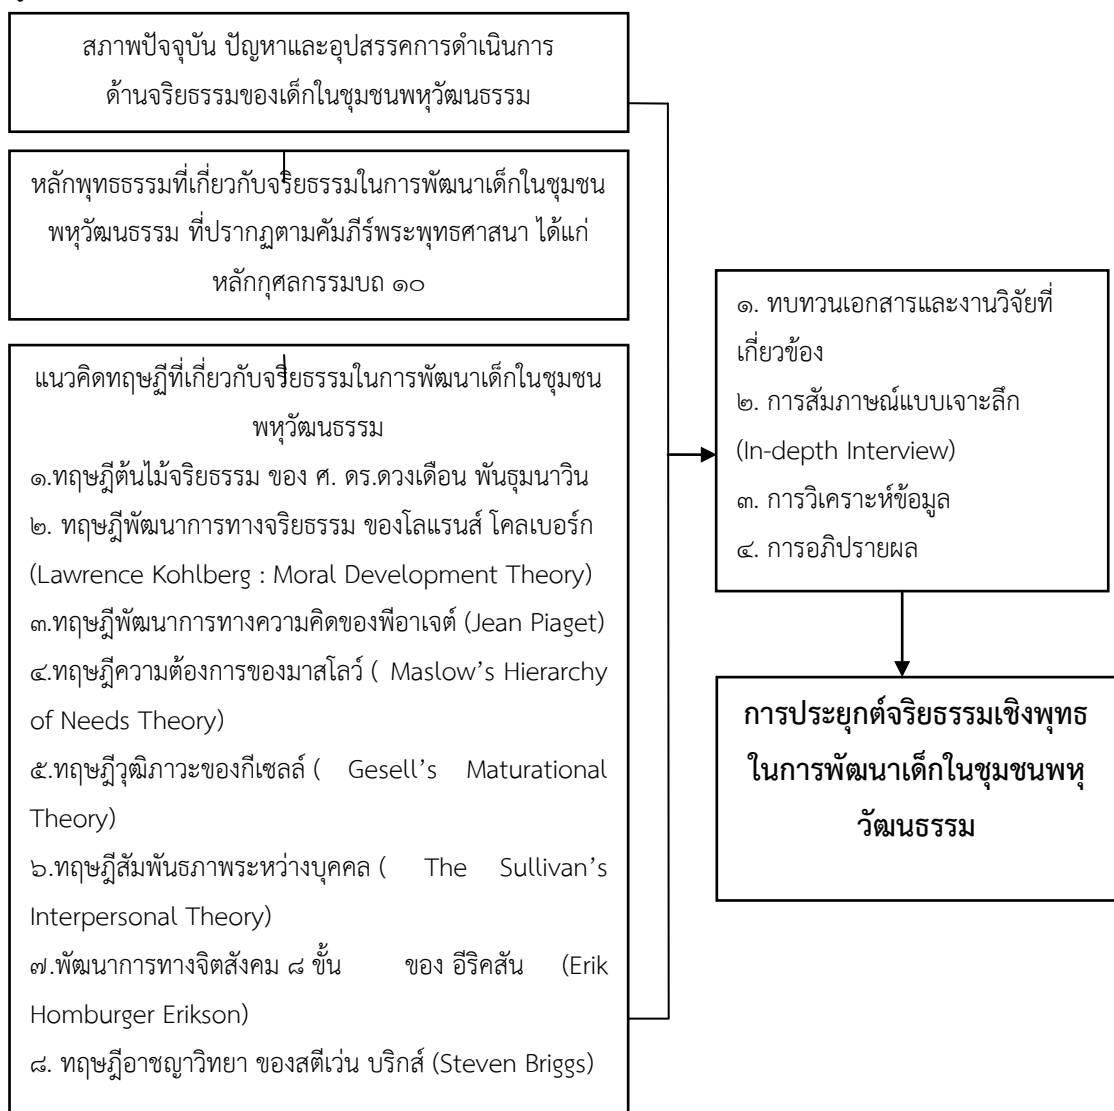 สภาพปัจจุบัน ปัญหาและอุปสรรคการดำเนินการ
ด้านจริยธรรมของเด็กในชุมชนพหุวัฒนธรรม
หลักพุทธธรรมที่เกี่ยวกับจริยธรรมในการพัฒนาเด็กในชุมชน
พหุวัฒนธรรม ที่ปรากฏตามคัมภีร์พระพุทธศาสนา ได้แก่
หลักกุศลกรรมบถ ๑๐
แนวคิดทฤษฎีที่เกี่ยวกับจริยธรรมในการพัฒนาเด็กในชุมชน
พหุวัฒนธรรม
๑.ทฤษฎีต้นไม้จริยธรรม ของ ศ. ดร.ดวงเดือน พันธุมนาวิน
๒. ทฤษฎีพัฒนาการทางจริยธรรม ของโลแรนส์ โคลเบอร์ก
(Lawrence Kohlberg : Moral Development Theory)
๓.ทฤษฎีพัฒนาการทางความคิดของพีอาเจต์ (Jean Piaget)
๔.ทฤษฎีความต้องการของมาสโลว์ ( Maslow's Hierarchy
of Needs Theory)
๕.ทฤษฎีวุฒิภาวะของกีเซลล์ ( Gesell's Maturational
Theory)
๖.ทฤษฎีสัมพันธภาพระหว่างบุคคล ( The Sullivan's
Interpersonal Theory)
๗.พัฒนาการทางจิตสังคม ๘ ขั้น ของ อีริคสัน (Erik
Homburger Erikson)
๘. ทฤษฎีอาชญาวิทยา ของสตีเว่น บริกส์ (Steven Briggs)
๑. ทบทวนเอกสารและงานวิจัยที่
เกี่ยวข้อง
๒. การสัมภาษณ์แบบเจาะลึก
(In-depth Interview)
๓. การวิเคราะห์ข้อมูล
๔. การอภิปรายผล
การประยุกต์จริยธรรมเชิงพุทธ
ในการพัฒนาเด็กในชุมชนพหุ
วัฒนธรรม